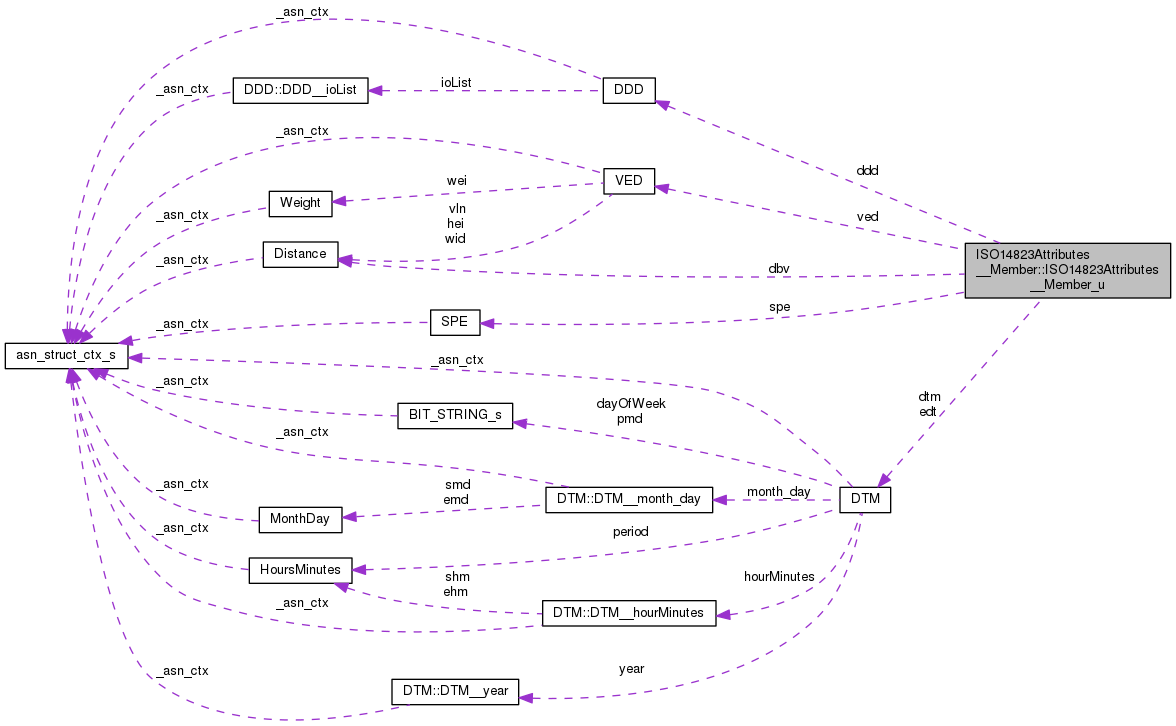 _asn_ctx
DDD::DDD__ioList
ioList
DDD
_asn_ctx
_asn_ctx
ddd
VED
wei
Weight
vln
hei
wid
ved
_asn_ctx
Distance
_asn_ctx
dbv
ISO14823Attributes
__Member::ISO14823Attributes
__Member_u
spe
SPE
_asn_ctx
asn_struct_ctx_s
_asn_ctx
_asn_ctx
BIT_STRING_s
dayOfWeek
pmd
dtm
edt
_asn_ctx
smd
emd
DTM::DTM__month_day
month_day
DTM
_asn_ctx
MonthDay
_asn_ctx
HoursMinutes
period
shm
ehm
hourMinutes
_asn_ctx
DTM::DTM__hourMinutes
_asn_ctx
DTM::DTM__year
year